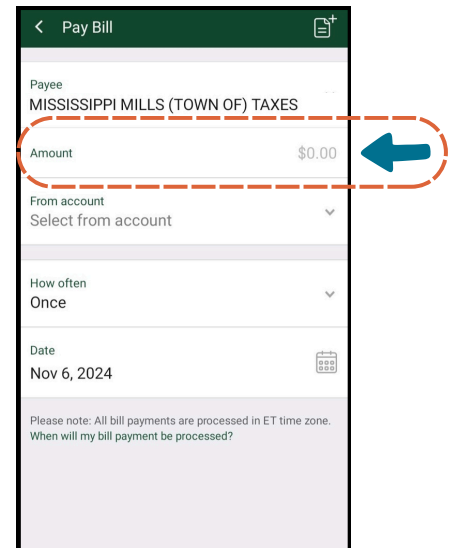 Pay Bill
Payee
MISSISSIPPI MILLS (TOWN OF) TAXES
Amount
$0.00
From account
Select from account
How often
Once
Date
Nov 6, 2024
Please note: All bill payments are processed in ET time zone.
When will my bill payment be processed?